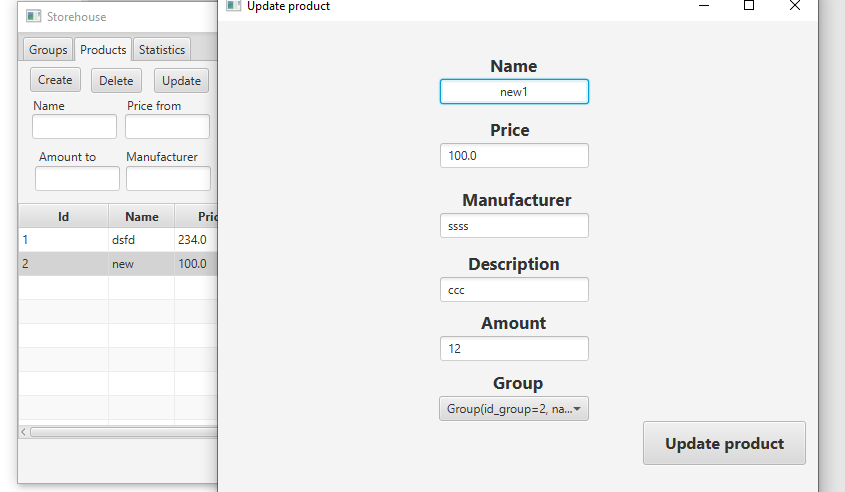 Storehouse
Groups Products Statistics
Create Delete Update
Name Price from
Amount to Manufacturer
Id Name Pric
1 dsfd 234.0
2 new 100.0
Update product
Name
new1
Price
100.0
Manufacturer
ssss
Description
ccc
Amount
12
Group
Group(id_group=2, na...
Update product